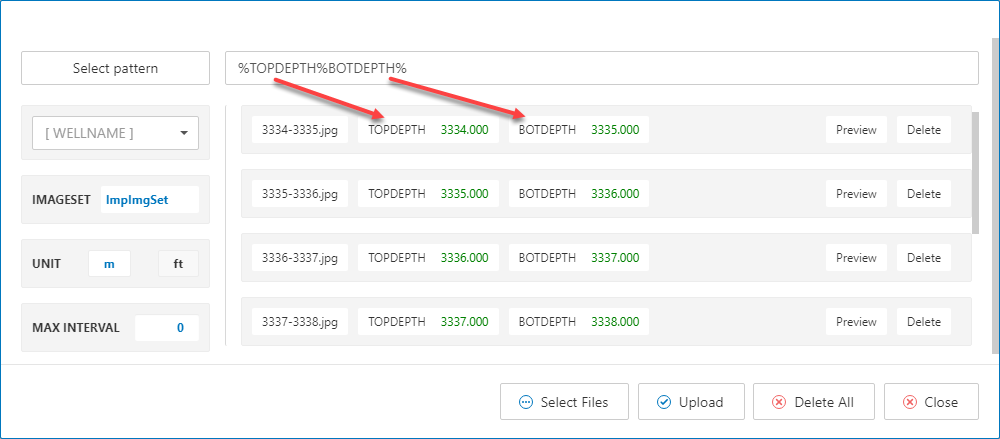 Select pattern
%TOPDEPTH%BOTDEPTH%
[ WELLNAME ]
IMAGESET ImpImgSet
UNIT m ft
MAX INTERVAL 0
3334-3335.jpg TOPDEPTH 3334.000 BOTDEPTH 3335.000 Preview Delete
3335-3336.jpg TOPDEPTH 3335.000 BOTDEPTH 3336.000 Preview Delete
3336-3337.jpg TOPDEPTH 3336.000 BOTDEPTH 3337.000 Preview Delete
3337-3338.jpg TOPDEPTH 3337.000 BOTDEPTH 3338.000 Preview Delete
Select Files Upload Delete All Close